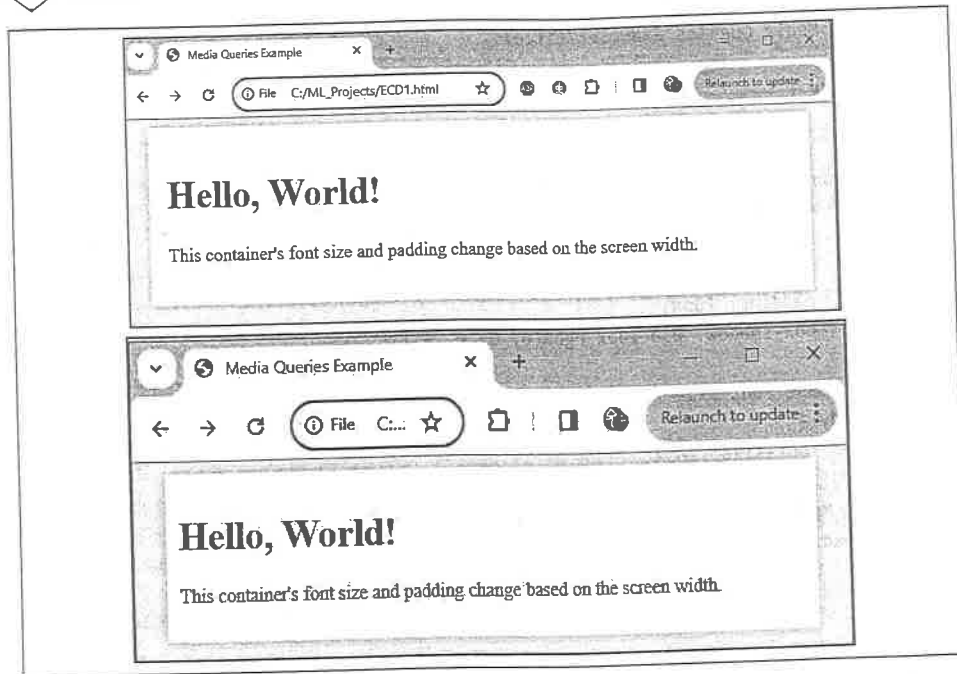 Media Queries Example
File C:/ML_Projects/ECD1.html
Relaunch to update
Hello, World!
This container's font size and padding change based on the screen width.
Media Queries Example
File C:...
Relaunch to update
Hello, World!
This container's font size and padding change based on the screen width.